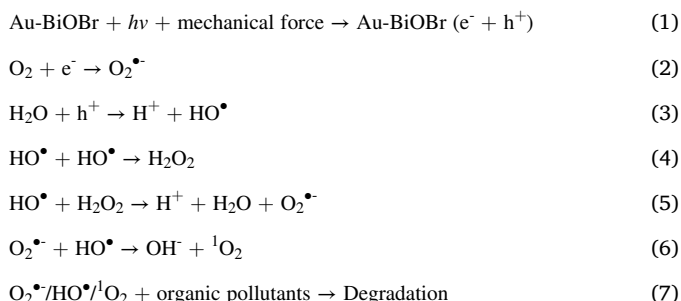 Au-BiOBr + hν + mechanical force → Au-BiOBr (e⁻ + h⁺) (1)
O₂ + e⁻ → O₂•⁻ (2)
H₂O + h⁺ → H⁺ + HO• (3)
HO• + HO• → H₂O₂ (4)
HO• + H₂O₂ → H⁺ + H₂O + O₂•⁻ (5)
O₂•⁻ + HO• → OH⁻ + ¹O₂ (6)
O₂•⁻/HO•/¹O₂ + organic pollutants → Degradation (7)